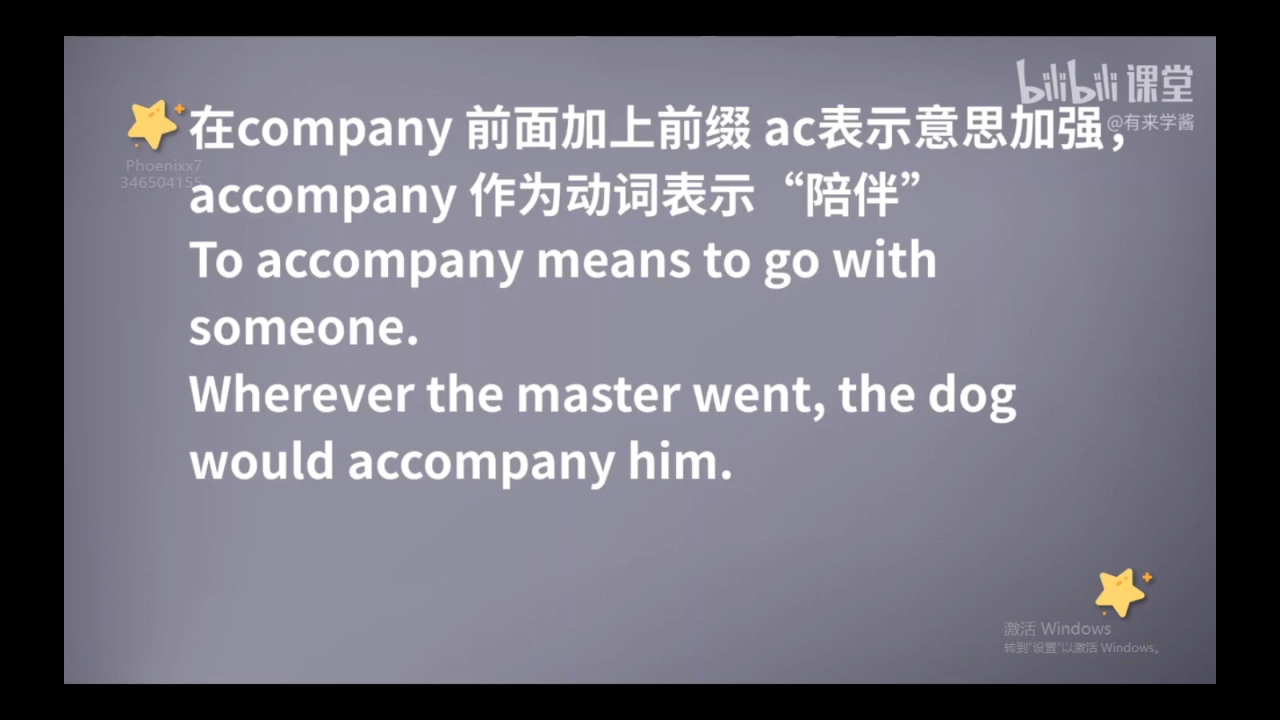 bilibili 课堂
@有来学酱
在company 前面加上前缀 ac表示意思加强，
Phoenixx7
346504155
accompany 作为动词表示“陪伴”
To accompany means to go with
someone.
Wherever the master went, the dog
would accompany him.
激活 Windows
转到“设置”以激活 Windows。